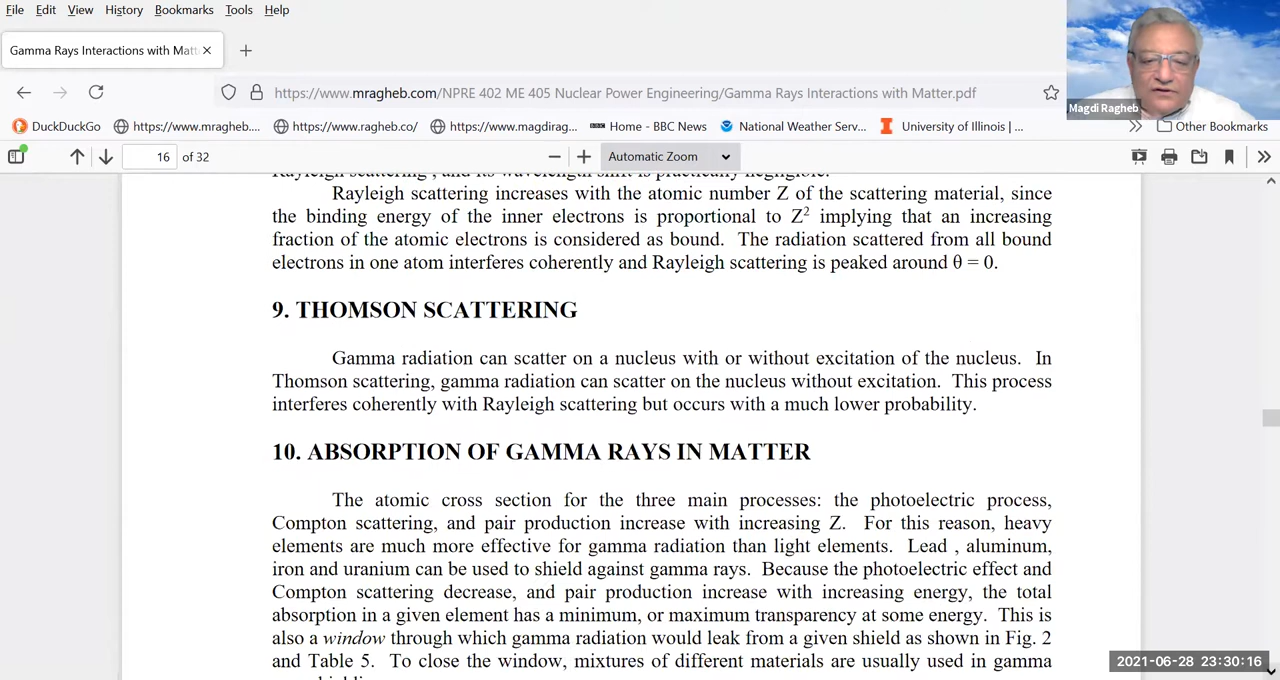 File Edit View History Bookmarks Tools Help
Gamma Rays Interactions with Matt
https://www.mragheb.com/NPRE 402 ME 405 Nuclear Power Engineering/Gamma Rays Interactions with Matter.pdf
Magdi Ragheb
DuckDuckGo https://www.mragheb.... https://www.ragheb.co/ https://www.magdirag... Home - BBC News National Weather Serv... University of Illinois |... Other Bookmarks
16 of 32 Automatic Zoom
Rayleigh scattering , and its wavelength shift is practically negligible.
Rayleigh scattering increases with the atomic number Z of the scattering material, since
the binding energy of the inner electrons is proportional to Z² implying that an increasing
fraction of the atomic electrons is considered as bound. The radiation scattered from all bound
electrons in one atom interferes coherently and Rayleigh scattering is peaked around θ = 0.
9. THOMSON SCATTERING
Gamma radiation can scatter on a nucleus with or without excitation of the nucleus. In
Thomson scattering, gamma radiation can scatter on the nucleus without excitation. This process
interferes coherently with Rayleigh scattering but occurs with a much lower probability.
10. ABSORPTION OF GAMMA RAYS IN MATTER
The atomic cross section for the three main processes: the photoelectric process,
Compton scattering, and pair production increase with increasing Z. For this reason, heavy
elements are much more effective for gamma radiation than light elements. Lead , aluminum,
iron and uranium can be used to shield against gamma rays. Because the photoelectric effect and
Compton scattering decrease, and pair production increase with increasing energy, the total
absorption in a given element has a minimum, or maximum transparency at some energy. This is
also a window through which gamma radiation would leak from a given shield as shown in Fig. 2
and Table 5. To close the window, mixtures of different materials are usually used in gamma
2021-06-28 23:30:16